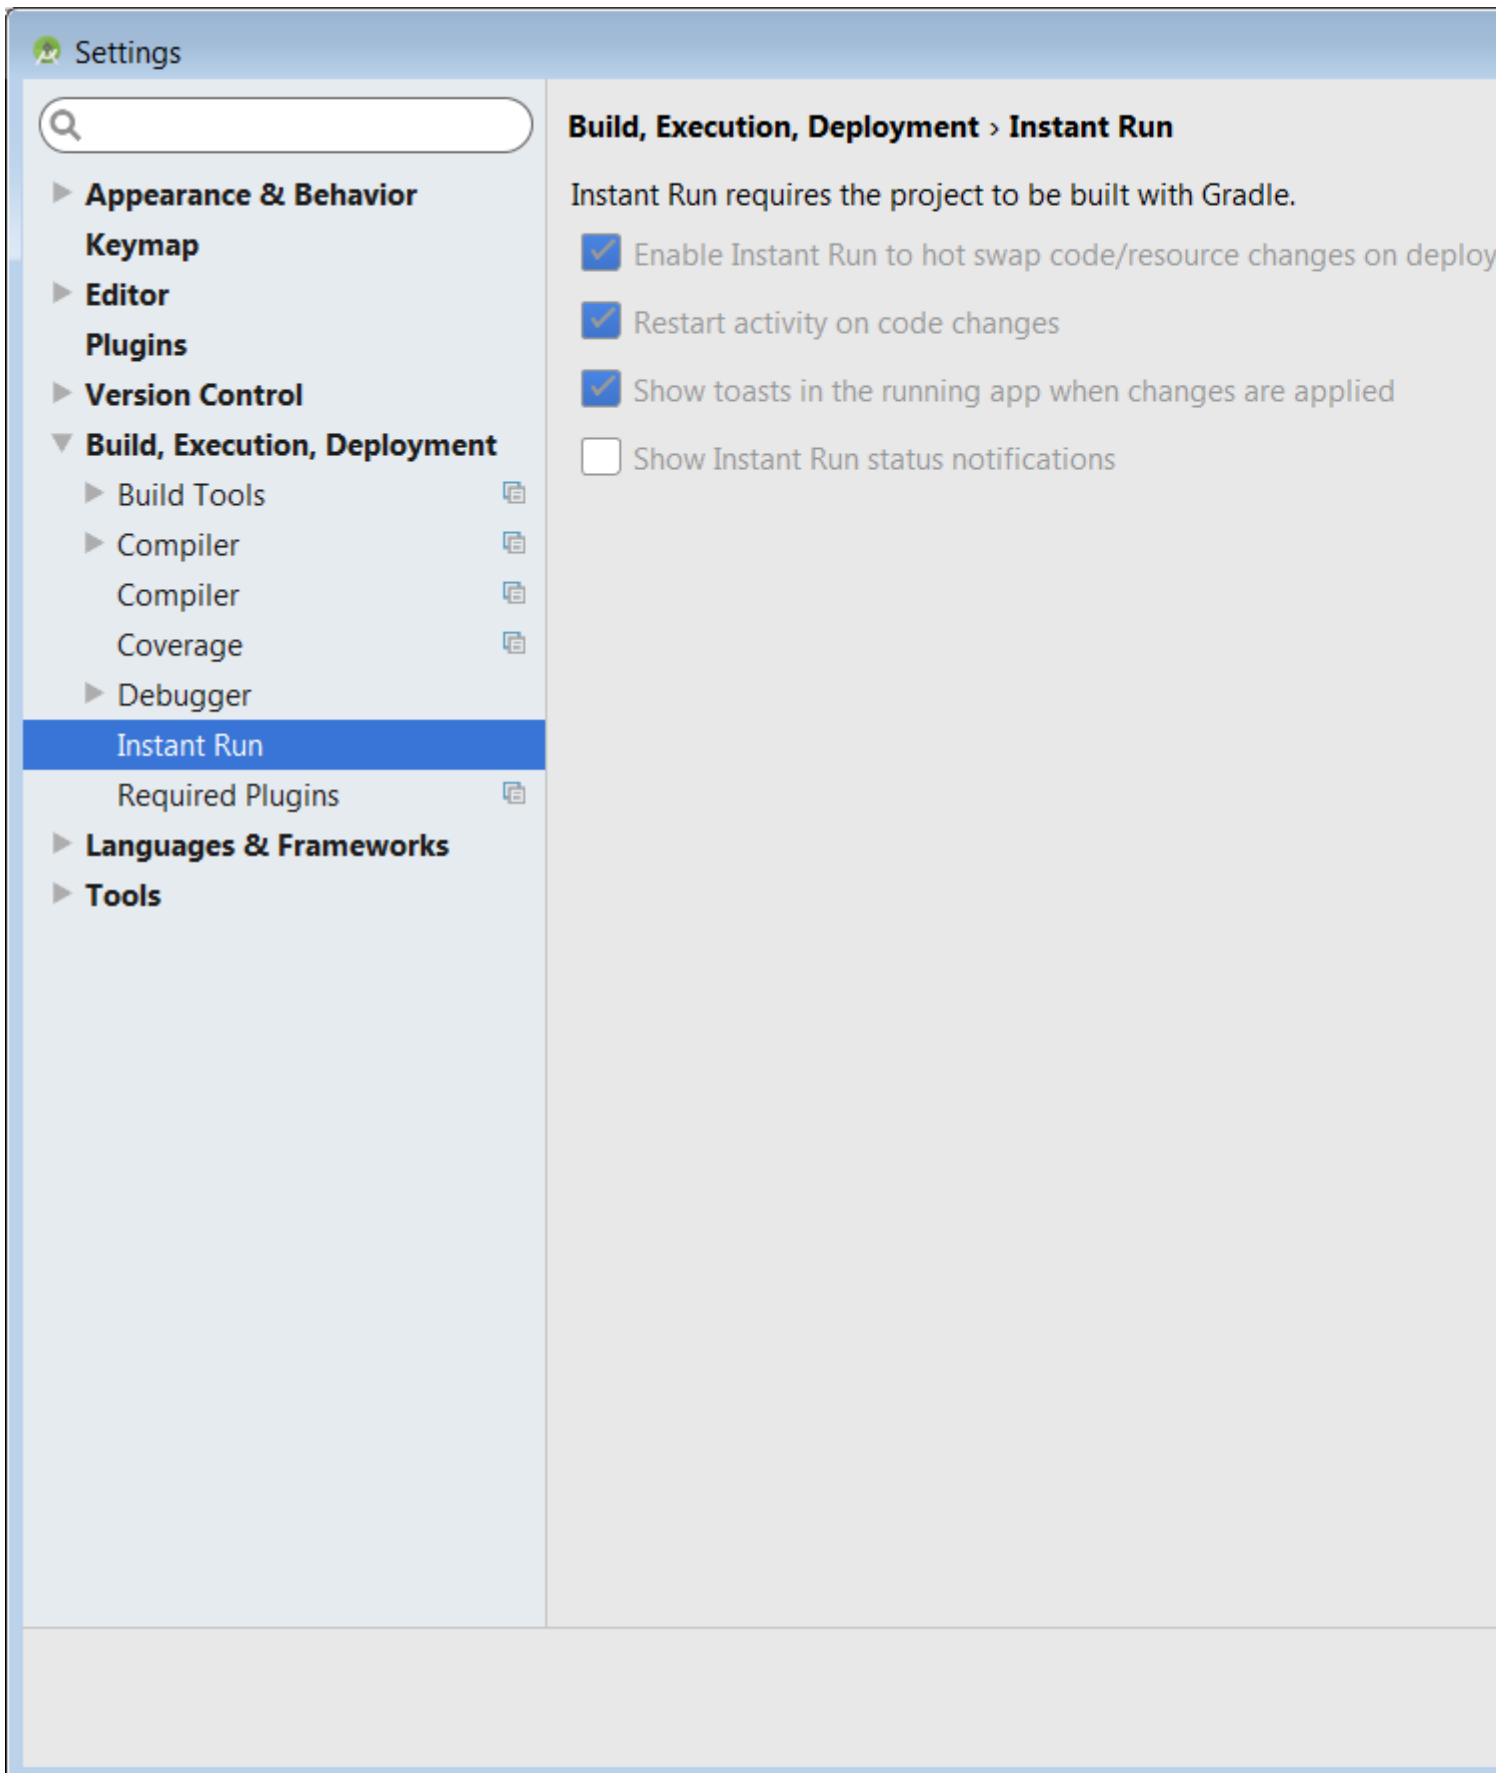 Settings
Appearance & Behavior
Keymap
Editor
Plugins
Version Control
Build, Execution, Deployment
Build Tools
Compiler
Compiler
Coverage
Debugger
Instant Run
Required Plugins
Languages & Frameworks
Tools
Build, Execution, Deployment › Instant Run
Instant Run requires the project to be built with Gradle.
Enable Instant Run to hot swap code/resource changes on deploy
Restart activity on code changes
Show toasts in the running app when changes are applied
Show Instant Run status notifications